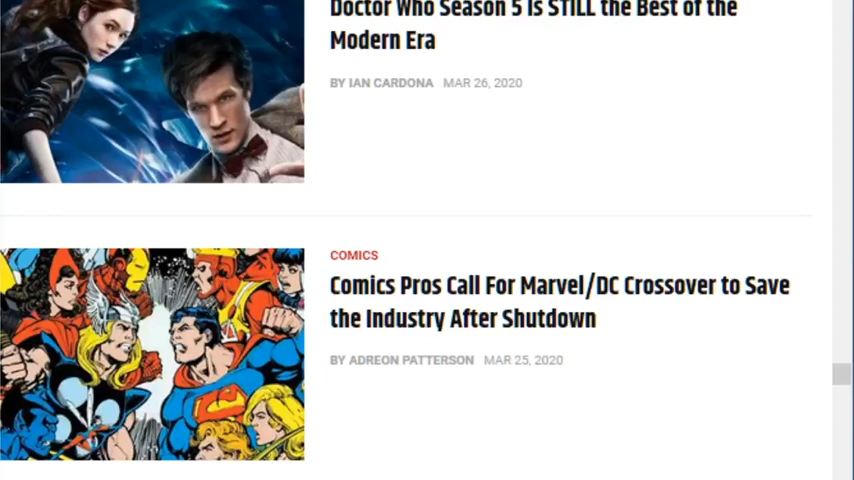 Doctor Who Season 5 Is STILL the Best of the
Modern Era
BY IAN CARDONA MAR 26, 2020
COMICS
Comics Pros Call For Marvel/DC Crossover to Save
the Industry After Shutdown
BY ADREON PATTERSON MAR 25, 2020